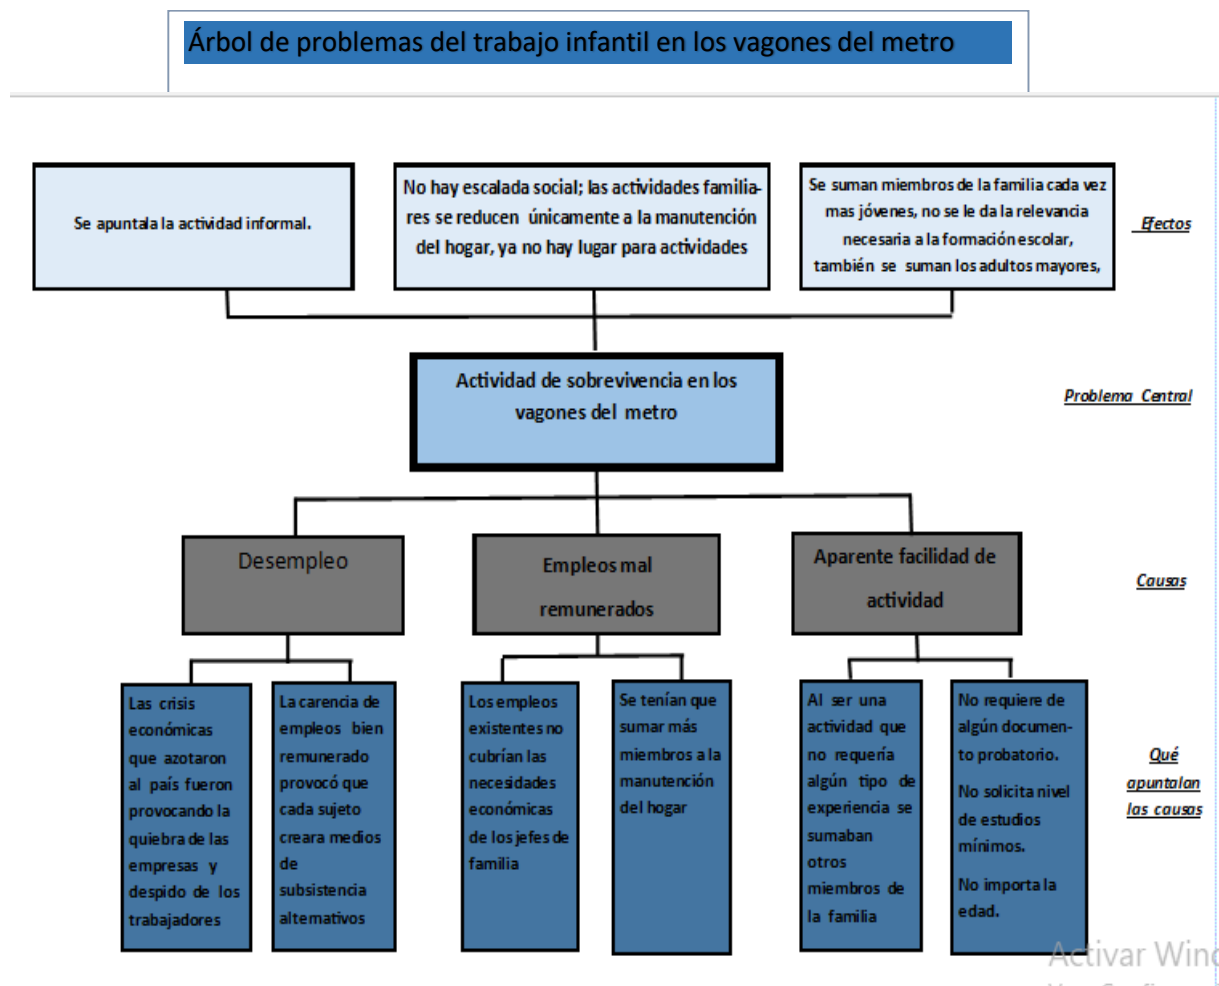 Árbol de problemas del trabajo infantil en los vagones del metro
Se apuntala la actividad informal.
No hay escalada social; las actividades familia-
res se reducen únicamente a la manutención
del hogar, ya no hay lugar para actividades
Se suman miembros de la familia cada vez
mas jóvenes, no se le da la relevancia
necesaria a la formación escolar,
también se suman los adultos mayores,
Efectos
Actividad de sobrevivencia en los
vagones del metro
Problema Central
Desempleo
Empleos mal
remunerados
Aparente facilidad de
actividad
Causas
Las crisis
económicas
que azotaron
al país fueron
provocando la
quiebra de las
empresas y
despido de los
trabajadores
La carencia de
empleos bien
remunerado
provocó que
cada sujeto
creara medios
de
subsistencia
alternativos
Los empleos
existentes no
cubrían las
necesidades
económicas
de los jefes de
familia
Se tenían que
sumar más
miembros a la
manutención
del hogar
Al ser una
actividad que
no requería
algún tipo de
experiencia se
sumaban
otros
miembros de
la familia
No requiere de
algún documen-
to probatorio.
No solicita nivel
de estudios
mínimos.
No importa la
edad.
Qué
apuntalan
las causas
Activar Wind